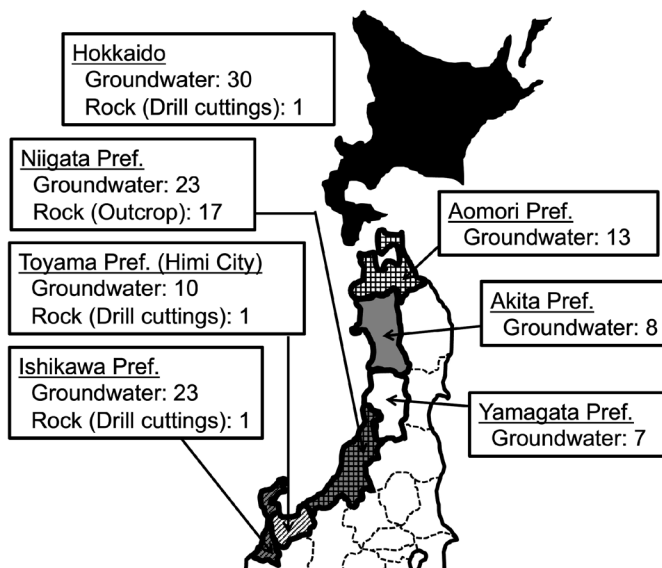 Hokkaido
Groundwater: 30
Rock (Drill cuttings): 1
Niigata Pref.
Groundwater: 23
Rock (Outcrop): 17
Toyama Pref. (Himi City)
Groundwater: 10
Rock (Drill cuttings): 1
Ishikawa Pref.
Groundwater: 23
Rock (Drill cuttings): 1
Aomori Pref.
Groundwater: 13
Akita Pref.
Groundwater: 8
Yamagata Pref.
Groundwater: 7